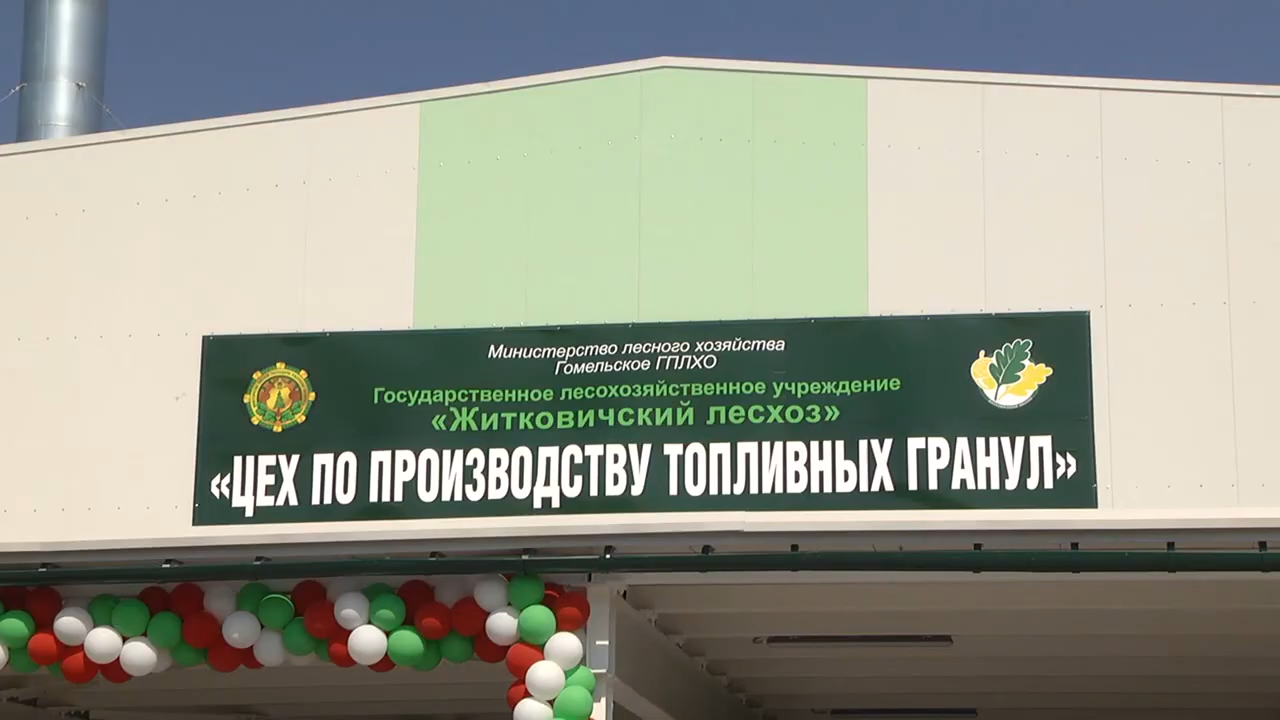 Министерство лесного хозяйства
Гомельское ГПЛХО
Государственное лесохозяйственное учреждение
«Житковичский лесхоз»
«ЦЕХ ПО ПРОИЗВОДСТВУ ТОПЛИВНЫХ ГРАНУЛ»